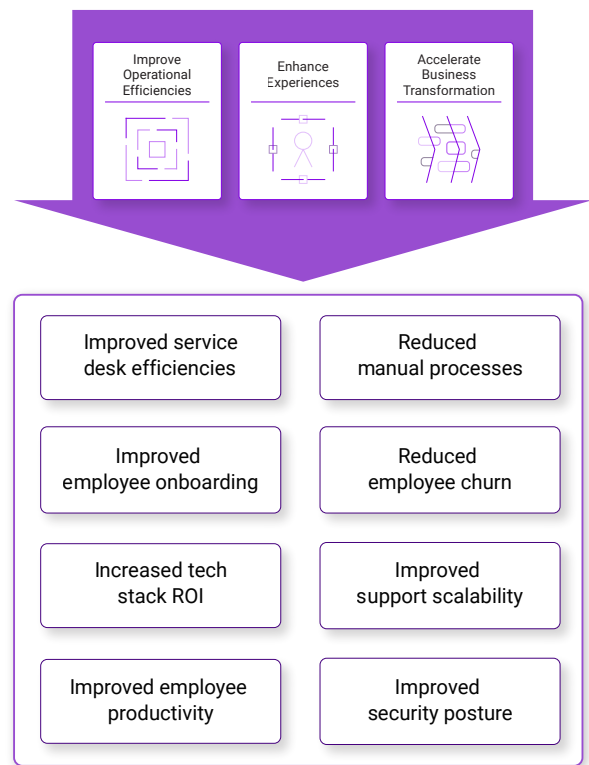 Improve
Operational
Efficiencies
Enhance
Experiences
Accelerate
Business
Transformation
Improved service
desk efficiencies
Reduced
manual processes
Improved
employee onboarding
Reduced
employee churn
Increased tech
stack ROI
Improved
support scalability
Improved employee
productivity
Improved
security posture